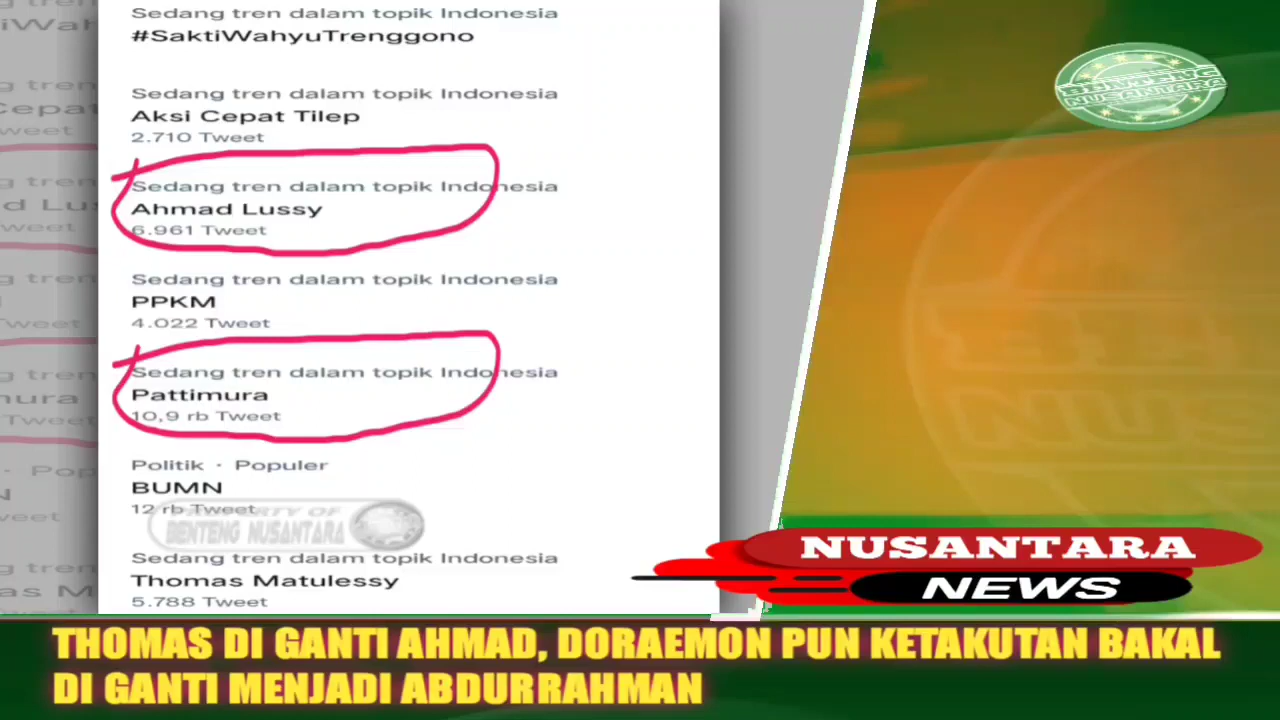 Sedang tren dalam topik Indonesia
#SaktiWahyuTrenggono
Sedang tren dalam topik Indonesia
Aksi Cepat Tilep
2.710 Tweet
Sedang tren dalam topik Indonesia
Ahmad Lussy
6.961 Tweet
Sedang tren dalam topik Indonesia
PPKM
4.022 Tweet
Sedang tren dalam topik Indonesia
Pattimura
10,9 rb Tweet
Politik · Populer
BUMN
12 rb Tweet
PROPERTY OF
BENTENG NUSANTARA
Sedang tren dalam topik Indonesia
Thomas Matulessy
5.788 Tweet
BENTENG
NUSANTARA
NUSANTARA
NEWS
THOMAS DI GANTI AHMAD, DORAEMON PUN KETAKUTAN BAKAL
DI GANTI MENJADI ABDURRAHMAN